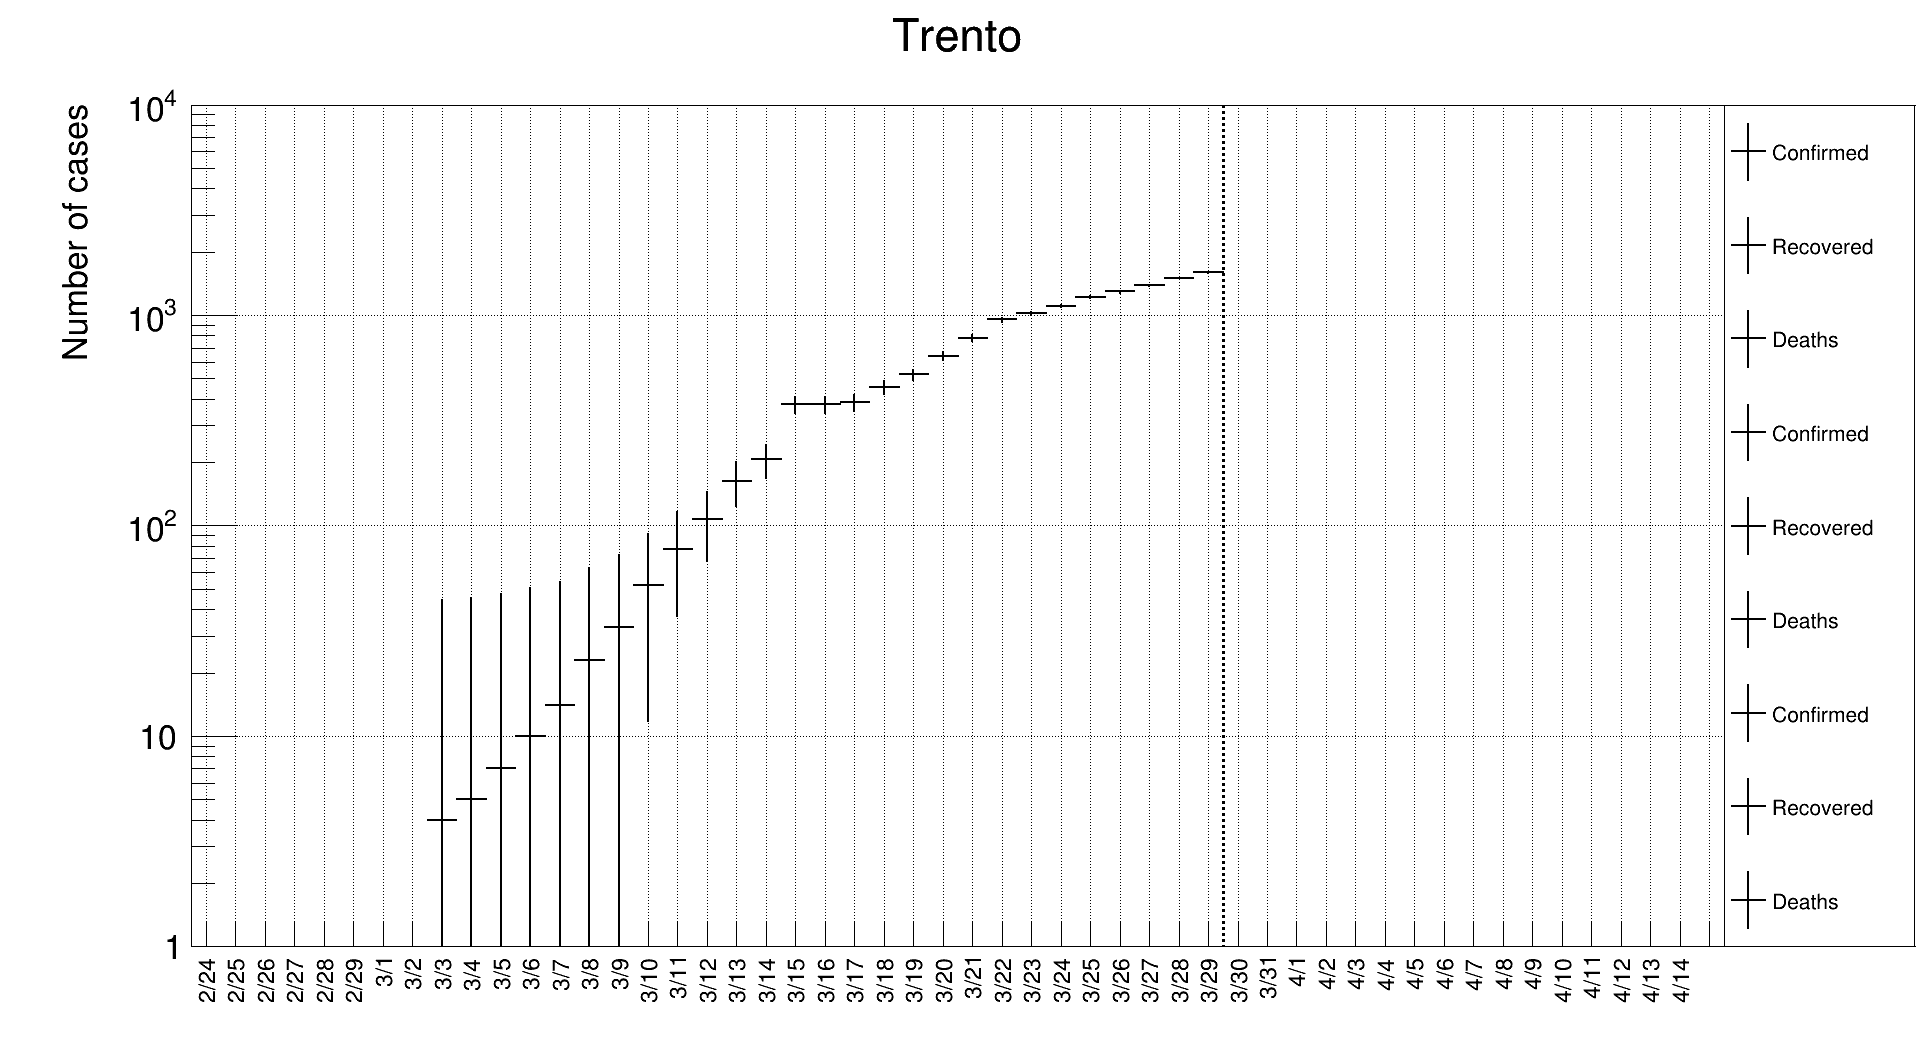 Trento
Number of cases
10^4
10^3
10^2
10
1
2/24 2/25 2/26 2/27 2/28 2/29 3/1 3/2 3/3 3/4 3/5 3/6 3/7 3/8 3/9 3/10 3/11 3/12 3/13 3/14 3/15 3/16 3/17 3/18 3/19 3/20 3/21 3/22 3/23 3/24 3/25 3/26 3/27 3/28 3/29 3/30 3/31 4/1 4/2 4/3 4/4 4/5 4/6 4/7 4/8 4/9 4/10 4/11 4/12 4/13 4/14
Confirmed
Recovered
Deaths
Confirmed
Recovered
Deaths
Confirmed
Recovered
Deaths